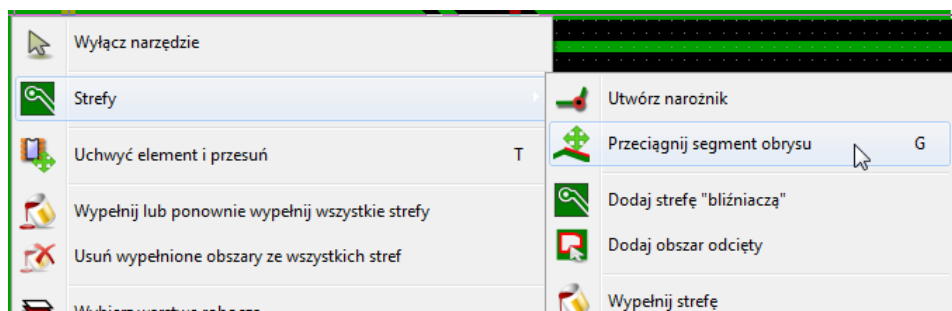 Wyłącz narzędzie
Strefy
Uchwyć element i przesuń T
Wypełnij lub ponownie wypełnij wszystkie strefy
Usuń wypełnione obszary ze wszystkich stref
Utwórz narożnik
Przeciągnij segment obrysu G
Dodaj strefę "bliźniaczą"
Dodaj obszar odcięty
Wypełnij strefę